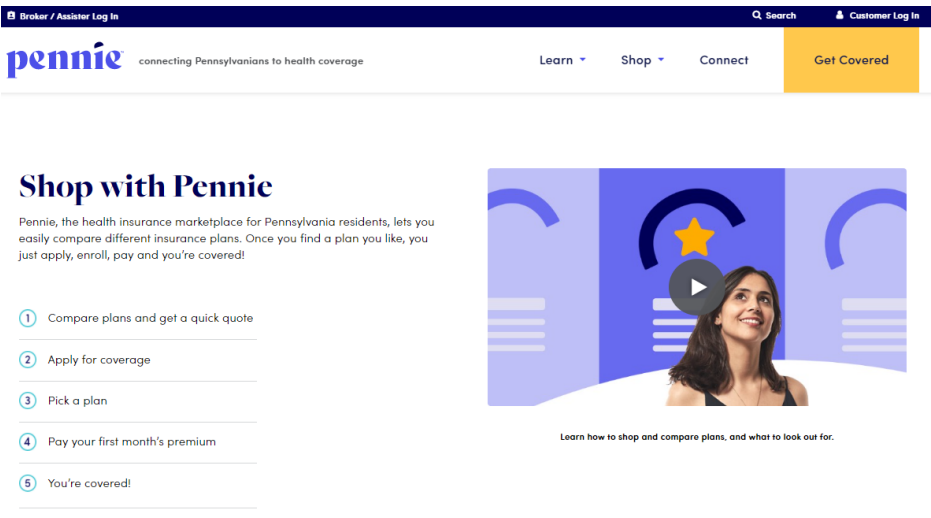 Broker / Assister Log In
Search
Customer Log In
pennie
connecting Pennsylvanians to health coverage
Learn
Shop
Connect
Get Covered
Shop with Pennie
Pennie, the health insurance marketplace for Pennsylvania residents, lets you
easily compare different insurance plans. Once you find a plan you like, you
just apply, enroll, pay and you're covered!
1 Compare plans and get a quick quote
2 Apply for coverage
3 Pick a plan
4 Pay your first month's premium
5 You're covered!
Learn how to shop and compare plans, and what to look out for.